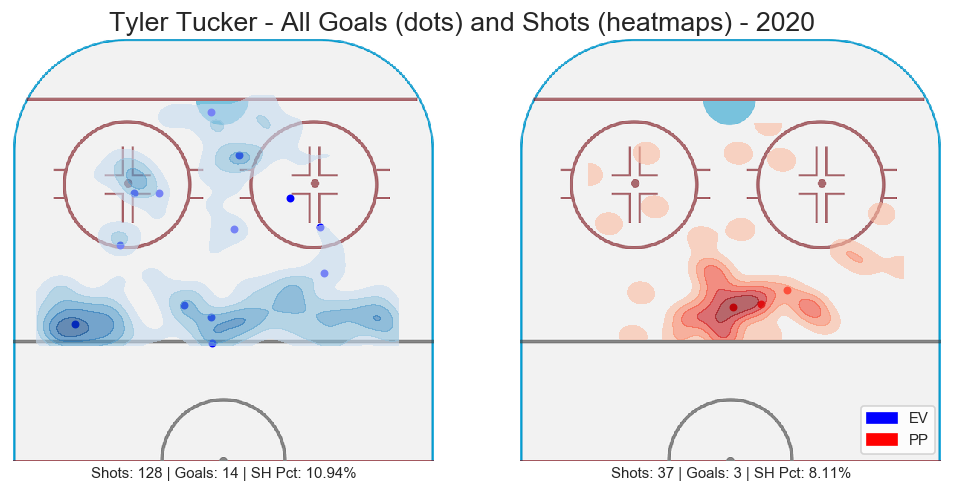 Tyler Tucker - All Goals (dots) and Shots (heatmaps) - 2020
EV
PP
Shots: 128 | Goals: 14 | SH Pct: 10.94%
Shots: 37 | Goals: 3 | SH Pct: 8.11%